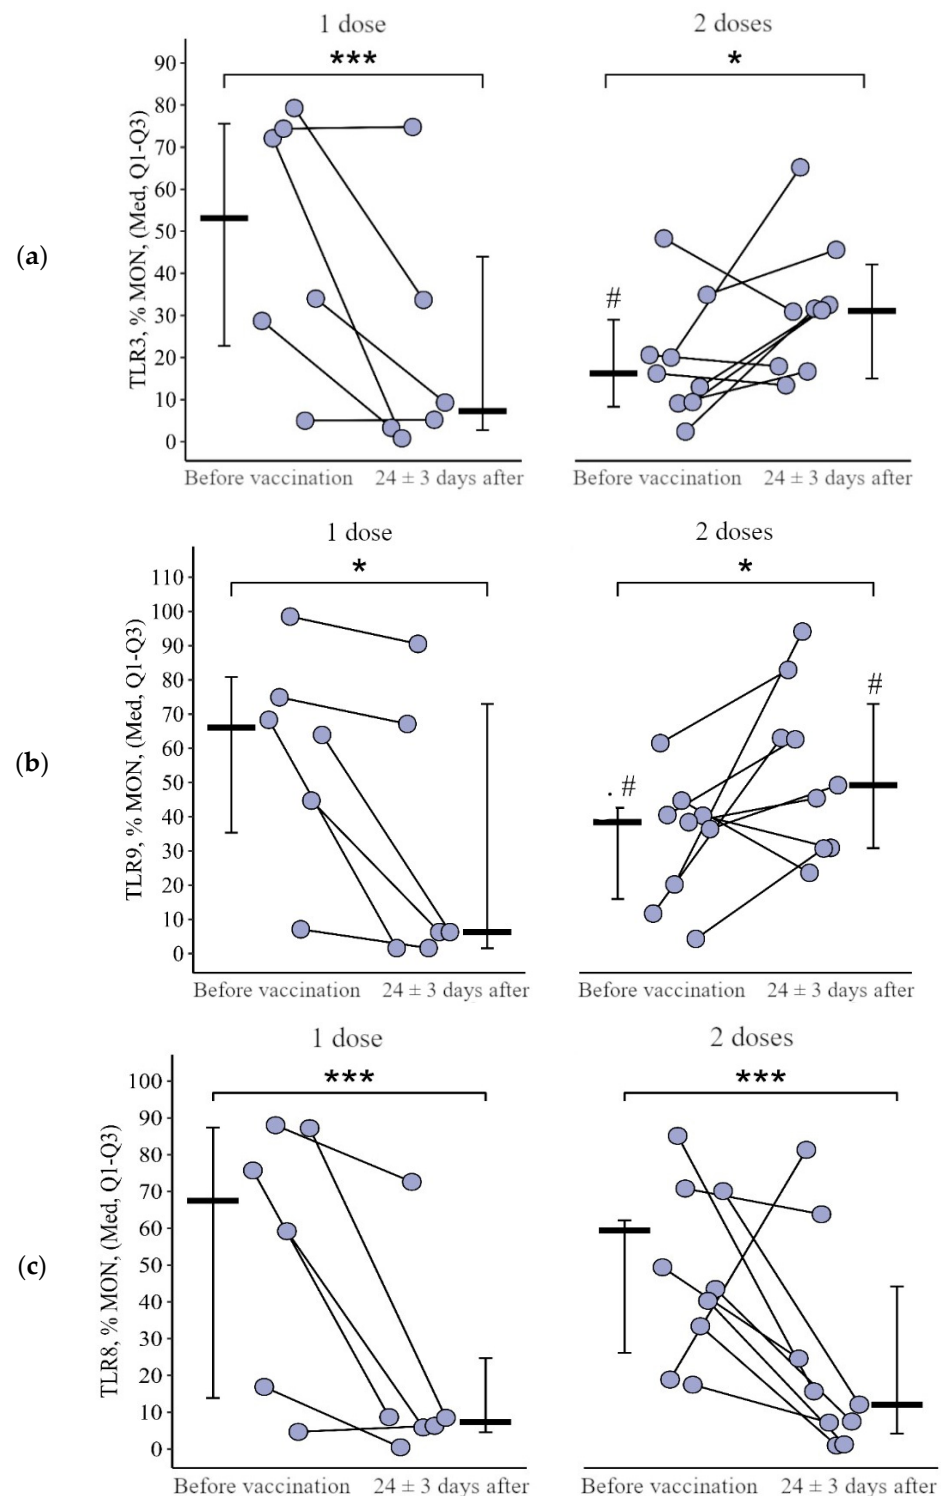 1 dose
2 doses
***
*
90
80
70
60
50
40
30
20
10
0
TLR3, % MON, (Med, Q1-Q3)
(a)
#
Before vaccination
24 ± 3 days after
Before vaccination
24 ± 3 days after
1 dose
2 doses
*
*
110
100
90
80
70
60
50
40
30
20
10
0
TLR9, % MON, (Med, Q1-Q3)
(b)
. #
#
Before vaccination
24 ± 3 days after
Before vaccination
24 ± 3 days after
1 dose
2 doses
***
***
100
90
80
70
60
50
40
30
20
10
0
TLR8, % MON, (Med, Q1-Q3)
(c)
Before vaccination
24 ± 3 days after
Before vaccination
24 ± 3 days after